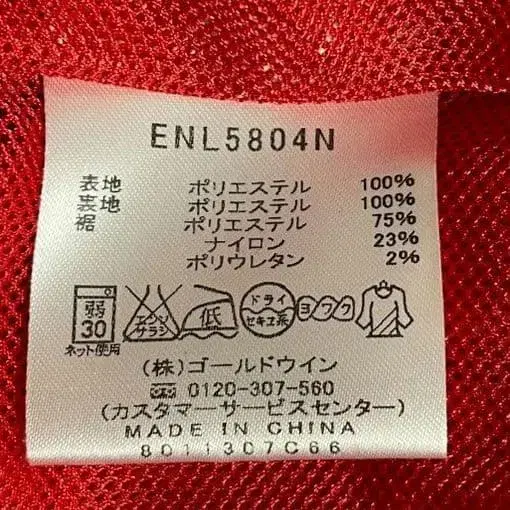 ENL5804N
表地 ポリエステル 100%
裏地 ポリエステル 100%
裾 ポリエステル 75%
ナイロン 23%
ポリウレタン 2%
弱 30 エンソサラシ 低 ドライセキユ系 ヨワク
ネット使用
(株)ゴールドウイン
0120-307-560
(カスタマーサービスセンター)
MADE IN CHINA
8011307C66